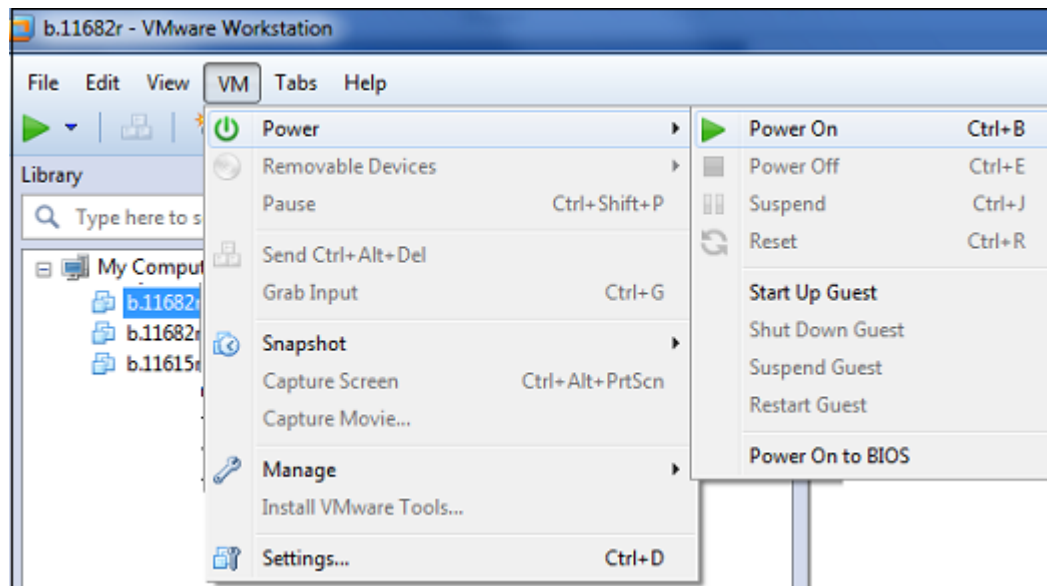 b.11682r - VMware Workstation
File Edit View VM Tabs Help
Library
Type here to s
My Comput
b.11682r
b.11682r
b.11615r
Power
Removable Devices
Pause Ctrl+Shift+P
Send Ctrl+Alt+Del
Grab Input Ctrl+G
Snapshot
Capture Screen Ctrl+Alt+PrtScn
Capture Movie...
Manage
Install VMware Tools...
Settings... Ctrl+D
Power On Ctrl+B
Power Off Ctrl+E
Suspend Ctrl+J
Reset Ctrl+R
Start Up Guest
Shut Down Guest
Suspend Guest
Restart Guest
Power On to BIOS